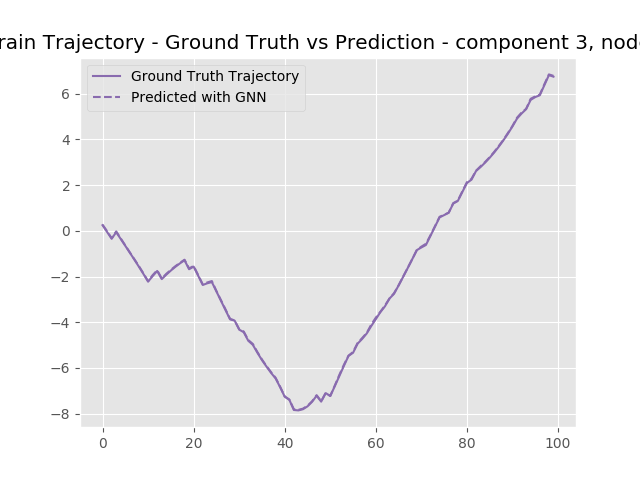 rain Trajectory - Ground Truth vs Prediction - component 3, nod
Ground Truth Trajectory
Predicted with GNN
6
4
2
0
−2
−4
−6
−8
0 20 40 60 80 100